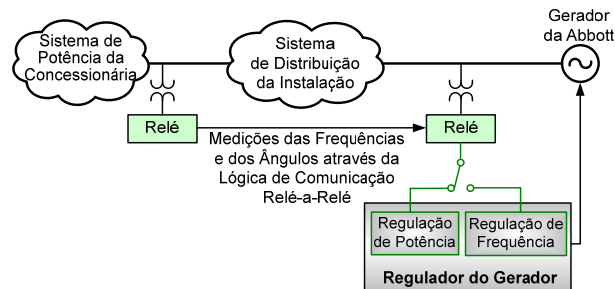 Sistema de
Potência da
Concessionária
Sistema
de Distribuição
da Instalação
Gerador
da Abbott
Relé
Medições das Frequências
e dos Ângulos através da
Lógica de Comunicação
Relé-a-Relé
Relé
Regulação
de Potência
Regulação de
Frequência
Regulador do Gerador